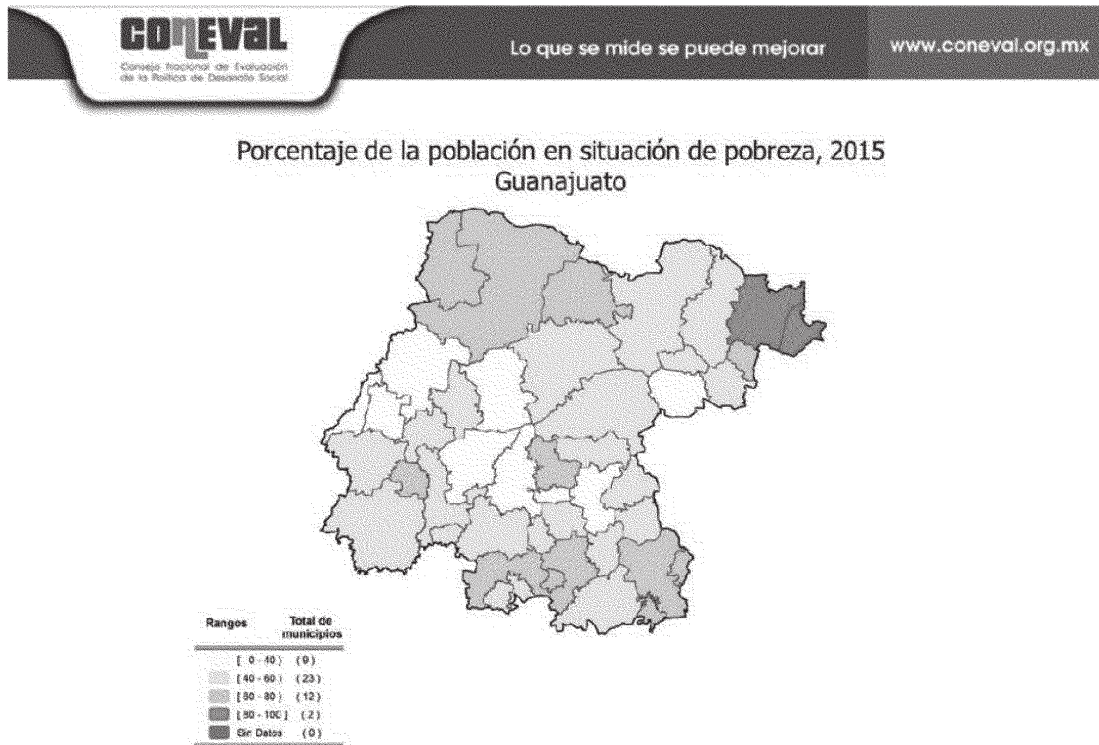 CONEVAL
Consejo Nacional de Evaluación
de la Política de Desarrollo Social
Lo que se mide se puede mejorar
www.coneval.org.mx
Porcentaje de la población en situación de pobreza, 2015
Guanajuato
Rangos Total de
municipios
[ 0 - 40 ) ( 9 )
[ 40 - 60 ) ( 23 )
[ 60 - 80 ) ( 12 )
[ 80 - 100 ] ( 2 )
Sin Datos ( 0 )